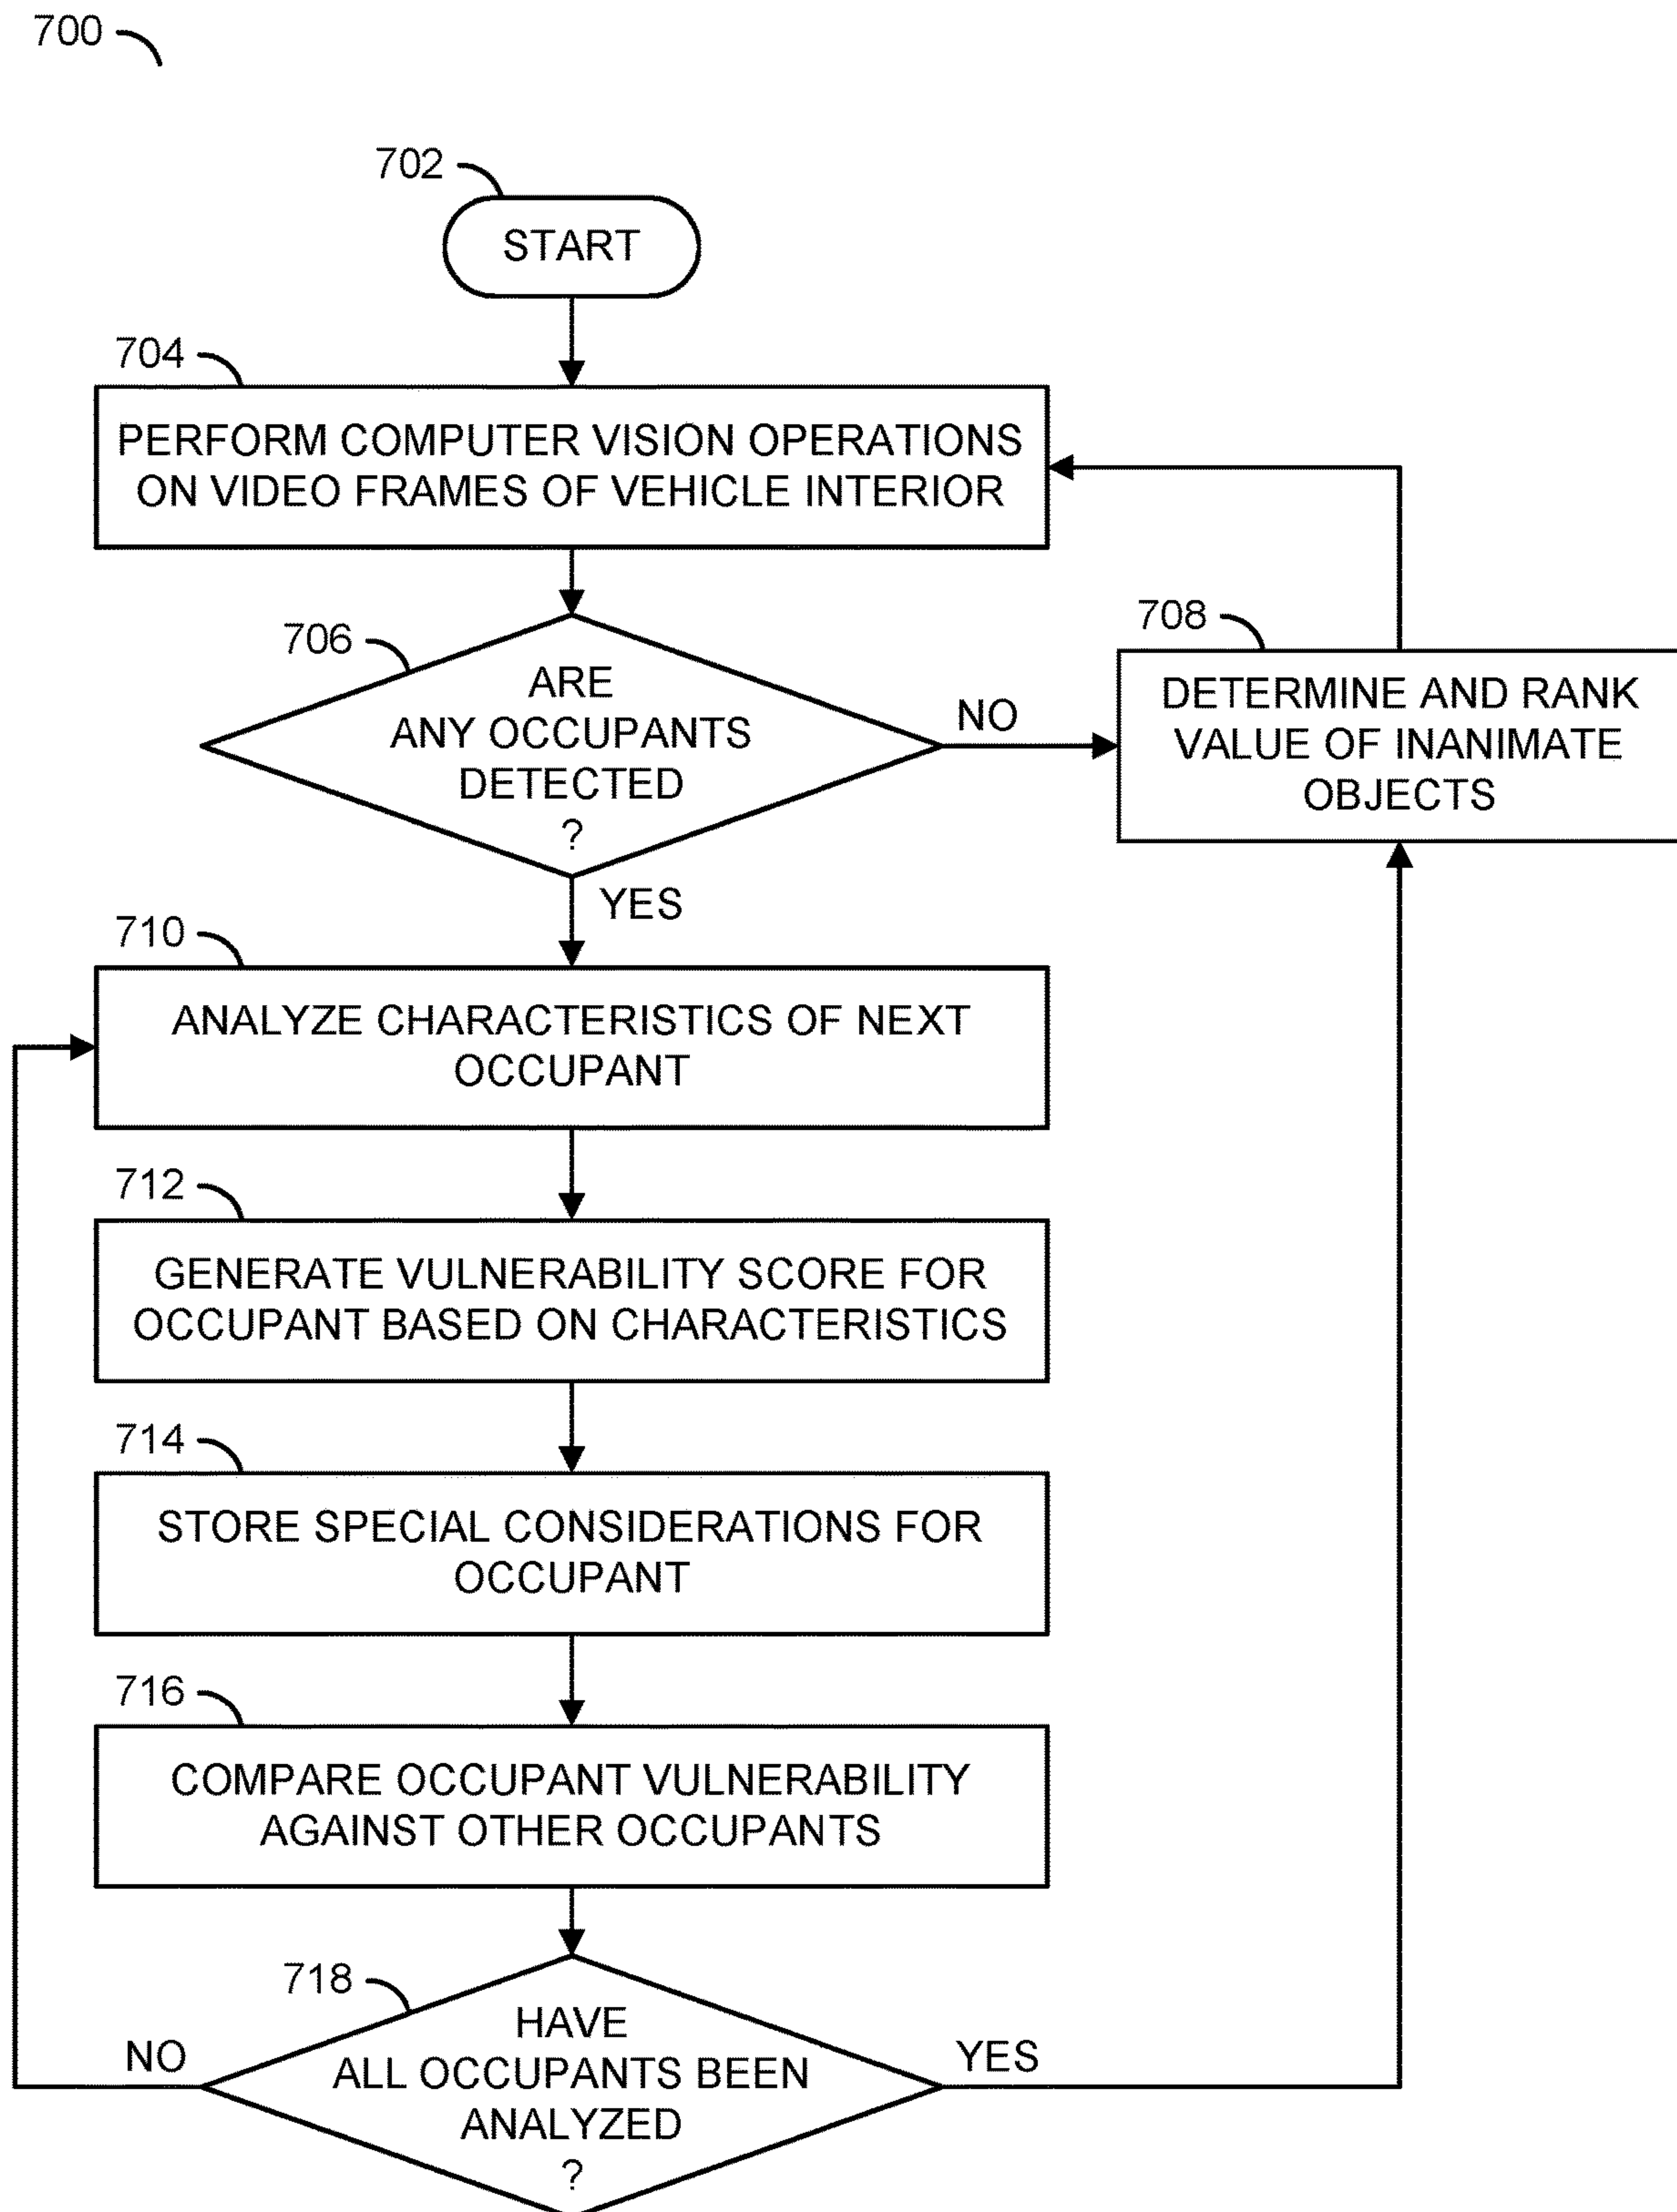 700
702
START
704
PERFORM COMPUTER VISION OPERATIONS
ON VIDEO FRAMES OF VEHICLE INTERIOR
706
ARE
ANY OCCUPANTS
DETECTED
?
NO
708
DETERMINE AND RANK
VALUE OF INANIMATE
OBJECTS
YES
710
ANALYZE CHARACTERISTICS OF NEXT
OCCUPANT
712
GENERATE VULNERABILITY SCORE FOR
OCCUPANT BASED ON CHARACTERISTICS
714
STORE SPECIAL CONSIDERATIONS FOR
OCCUPANT
716
COMPARE OCCUPANT VULNERABILITY
AGAINST OTHER OCCUPANTS
718
HAVE
ALL OCCUPANTS BEEN
ANALYZED
?
NO
YES